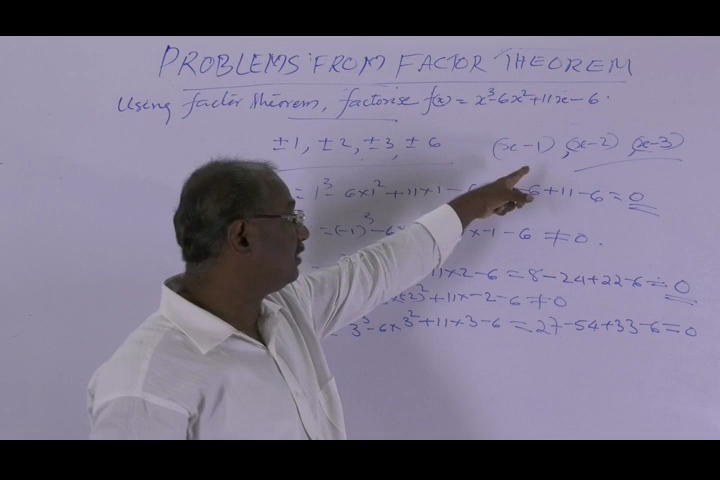 PROBLEMS FROM FACTOR THEOREM
Using factor theorem, factorise f(x) = x³-6x²+11x-6.
±1, ±2, ±3, ±6 (x-1), (x-2), (x-3)
= 1³-6×1²+11×1-6 -6+11-6=0
=(-1)³-6 ×-1-6 ≠0.
11×2-6=8-24+22-6=0
×(-2)²+11×-2-6≠0
= 3³-6×3²+11×3-6=27-54+33-6=0